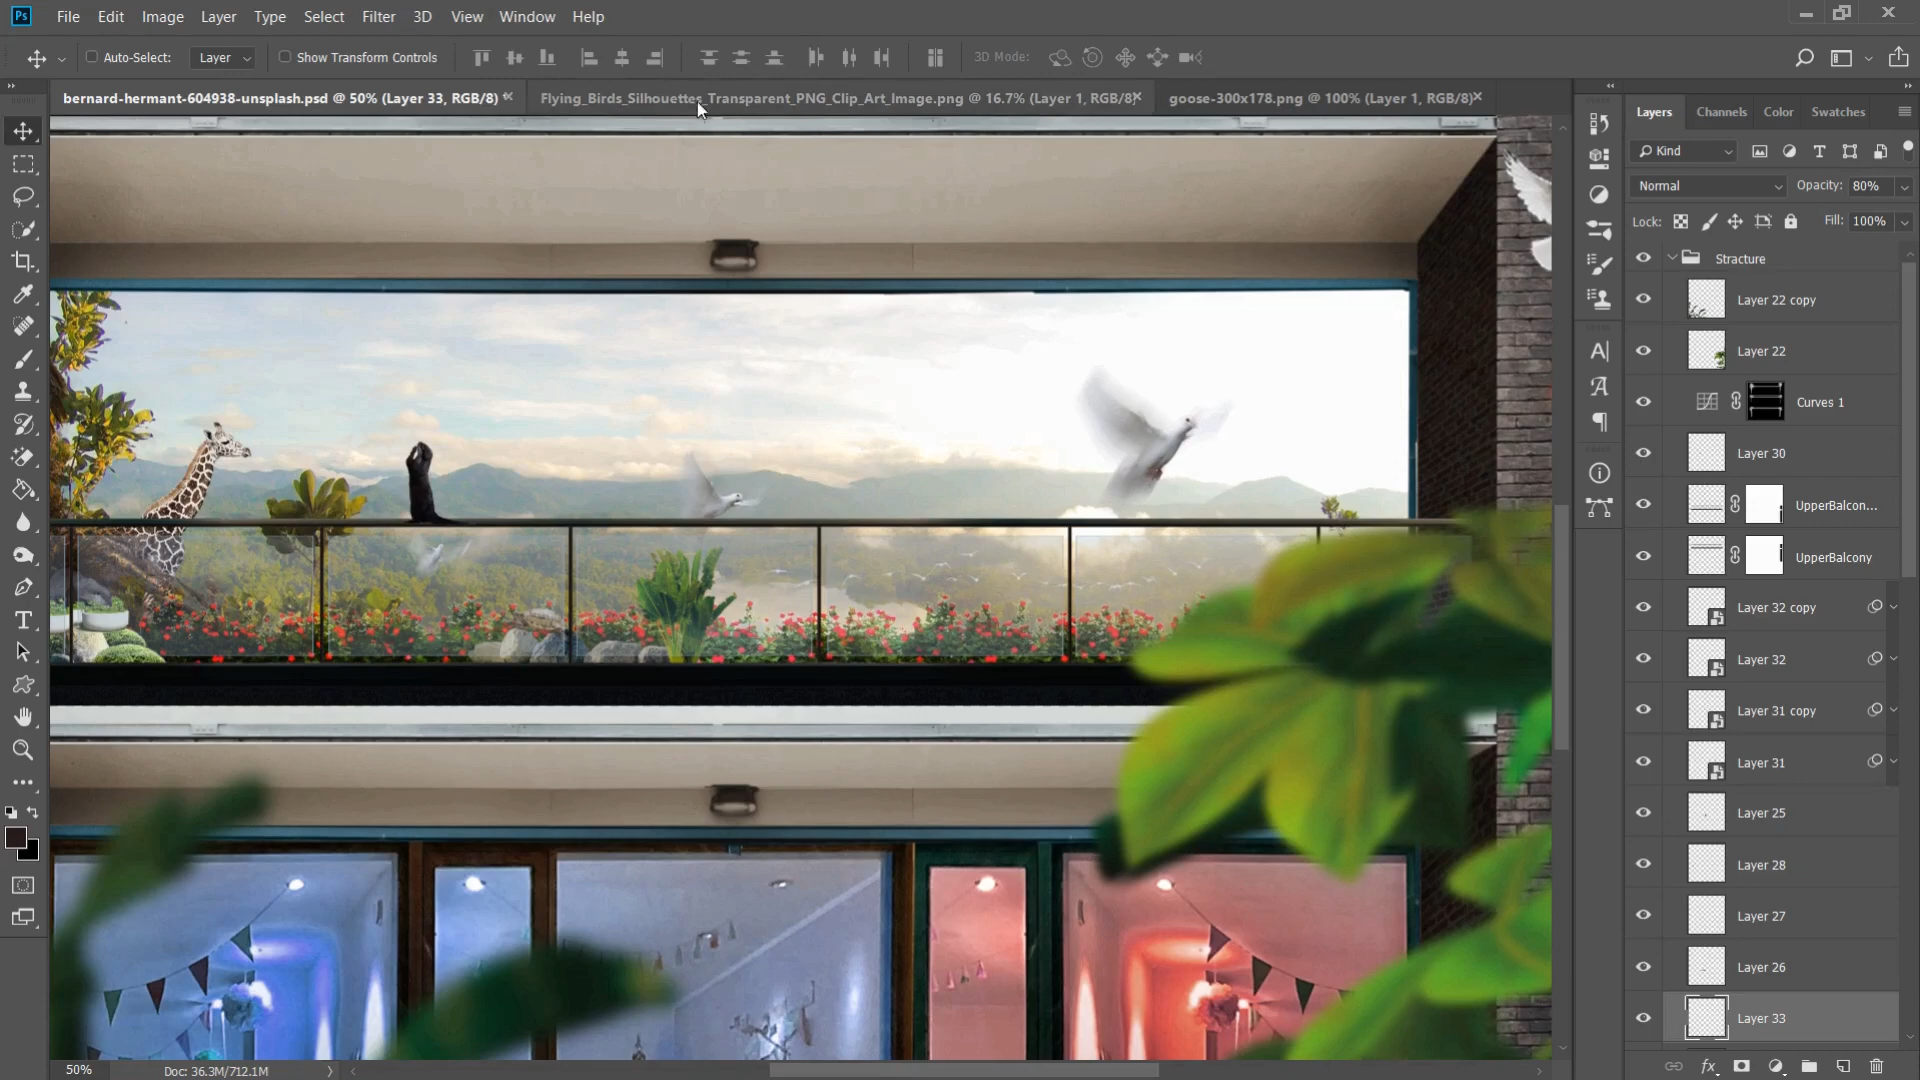 Ps File Edit Image Layer Type Select Filter 3D View Window Help
Auto-Select: Layer Show Transform Controls 3D Mode:
bernard-hermant-604938-unsplash.psd @ 50% (Layer 33, RGB/8) * Flying_Birds_Silhouettes_Transparent_PNG_Clip_Art_Image.png @ 16.7% (Layer 1, RGB/8) goose-300x178.png @ 100% (Layer 1, RGB/8)
Layers Channels Color Swatches
Kind
Normal Opacity: 80%
Lock: Fill: 100%
Stracture
Layer 22 copy
Layer 22
Curves 1
Layer 30
UpperBalcon...
UpperBalcony
Layer 32 copy
Layer 32
Layer 31 copy
Layer 31
Layer 25
Layer 28
Layer 27
Layer 26
Layer 33
50% Doc: 36.3M/712.1M